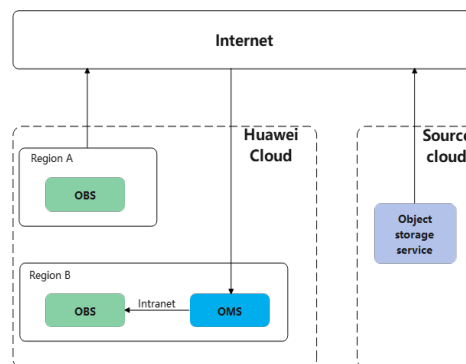 Internet
Huawei
Cloud
Source
cloud
Region A
OBS
Object
storage
service
Region B
OBS
Intranet
OMS